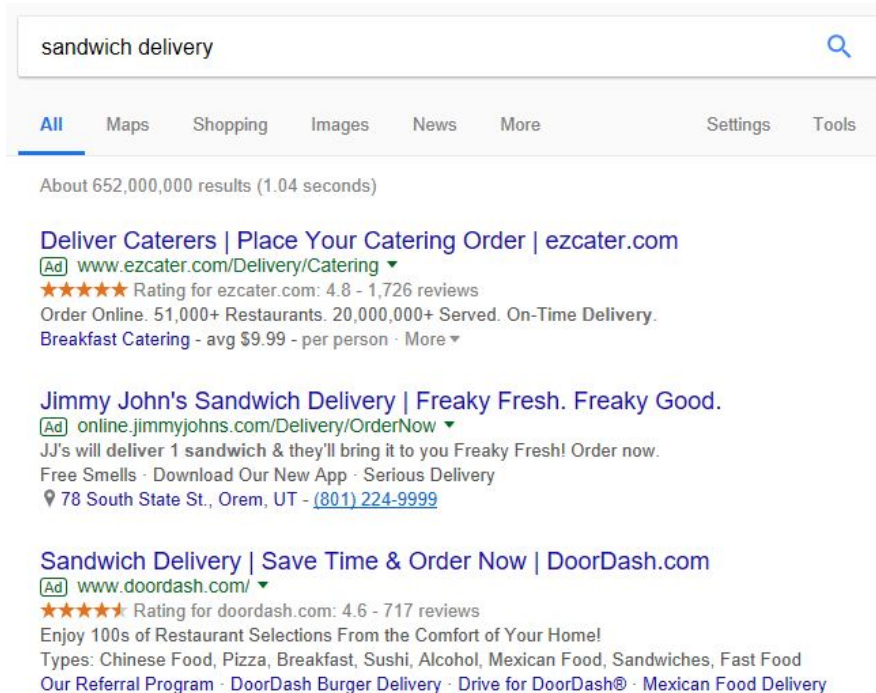 sandwich delivery
All Maps Shopping Images News More Settings Tools
About 652,000,000 results (1.04 seconds)
Deliver Caterers | Place Your Catering Order | ezcater.com
Ad www.ezcater.com/Delivery/Catering
Rating for ezcater.com: 4.8 - 1,726 reviews
Order Online. 51,000+ Restaurants. 20,000,000+ Served. On-Time Delivery.
Breakfast Catering - avg $9.99 - per person · More
Jimmy John's Sandwich Delivery | Freaky Fresh. Freaky Good.
Ad online.jimmyjohns.com/Delivery/OrderNow
JJ's will deliver 1 sandwich & they'll bring it to you Freaky Fresh! Order now.
Free Smells · Download Our New App · Serious Delivery
78 South State St., Orem, UT - (801) 224-9999
Sandwich Delivery | Save Time & Order Now | DoorDash.com
Ad www.doordash.com/
Rating for doordash.com: 4.6 - 717 reviews
Enjoy 100s of Restaurant Selections From the Comfort of Your Home!
Types: Chinese Food, Pizza, Breakfast, Sushi, Alcohol, Mexican Food, Sandwiches, Fast Food
Our Referral Program · DoorDash Burger Delivery · Drive for DoorDash® · Mexican Food Delivery